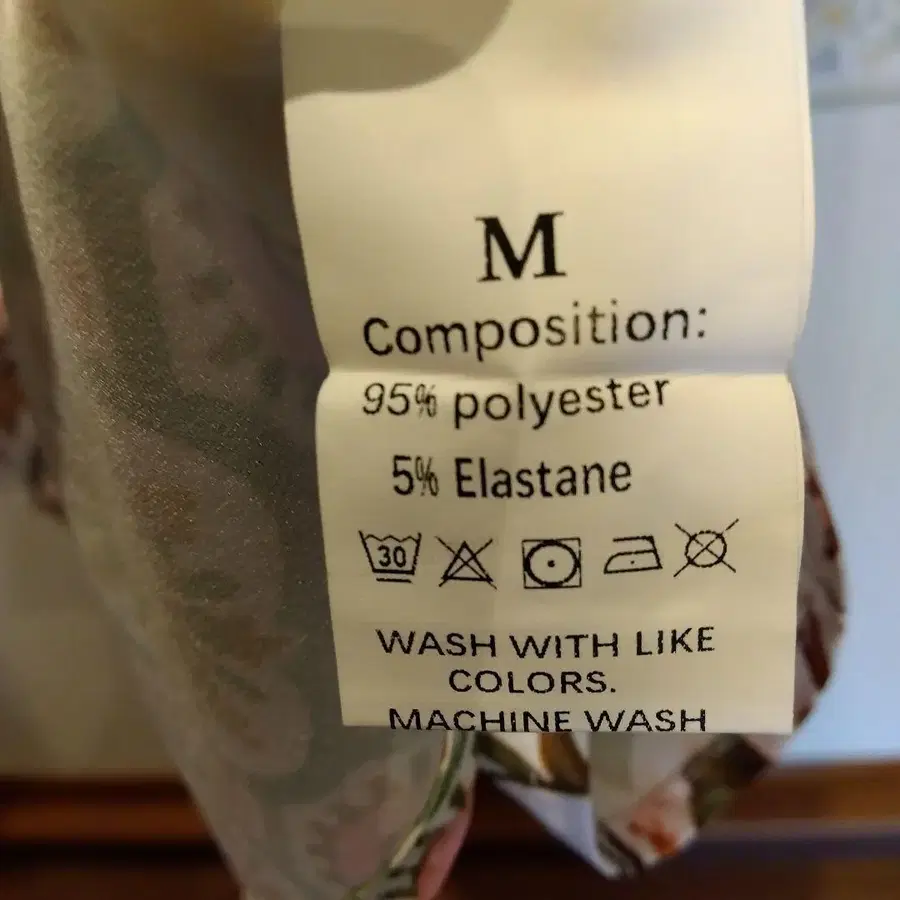 M
Composition:
95% polyester
5% Elastane
30
WASH WITH LIKE
COLORS.
MACHINE WASH